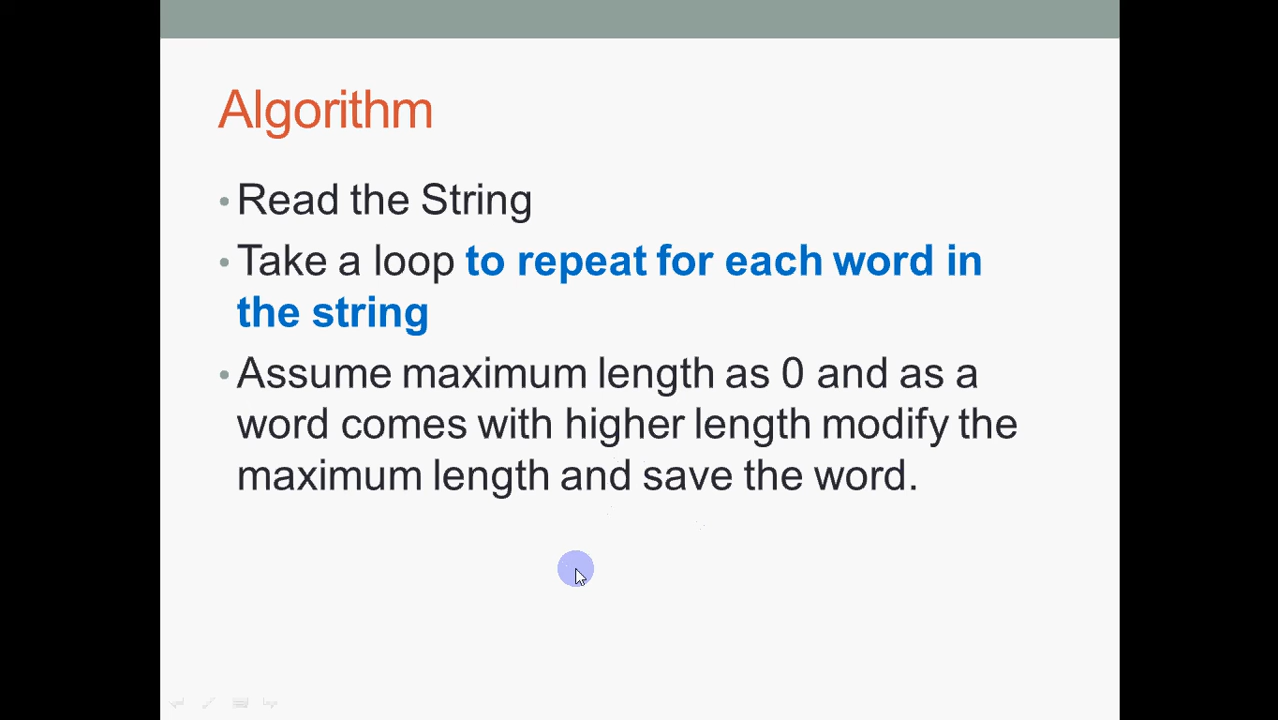 Algorithm
• Read the String
• Take a loop to repeat for each word in
the string
• Assume maximum length as 0 and as a
word comes with higher length modify the
maximum length and save the word.